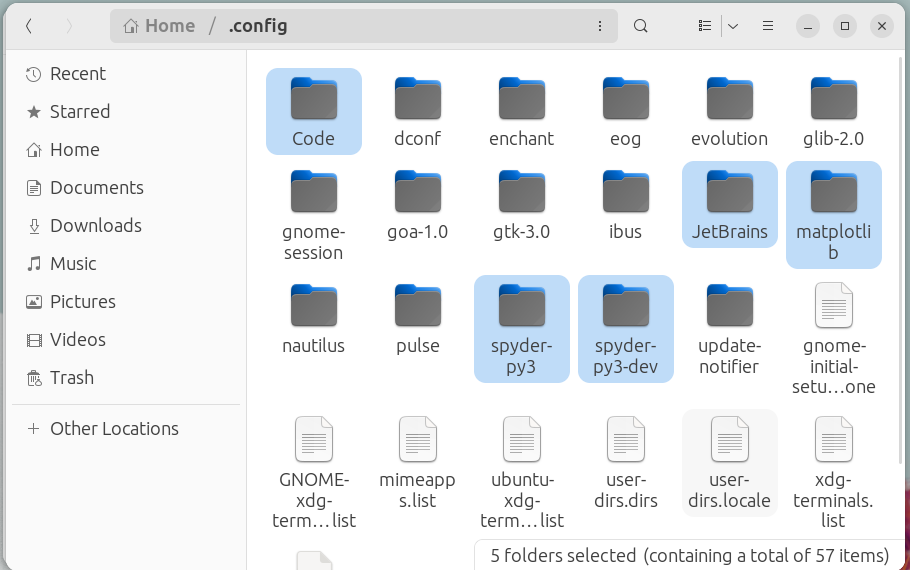 Home / .config
Recent
Starred
Home
Documents
Downloads
Music
Pictures
Videos
Trash
+ Other Locations
Code
dconf
enchant
eog
evolution
glib-2.0
gnome-
session
goa-1.0
gtk-3.0
ibus
JetBrains
matplotli
b
nautilus
pulse
spyder-
py3
spyder-
py3-dev
update-
notifier
gnome-
initial-
setu…one
GNOME-
xdg-
term…list
mimeapp
s.list
ubuntu-
xdg-
term…list
user-
dirs.dirs
user-
dirs.locale
xdg-
terminals.
list
5 folders selected (containing a total of 57 items)